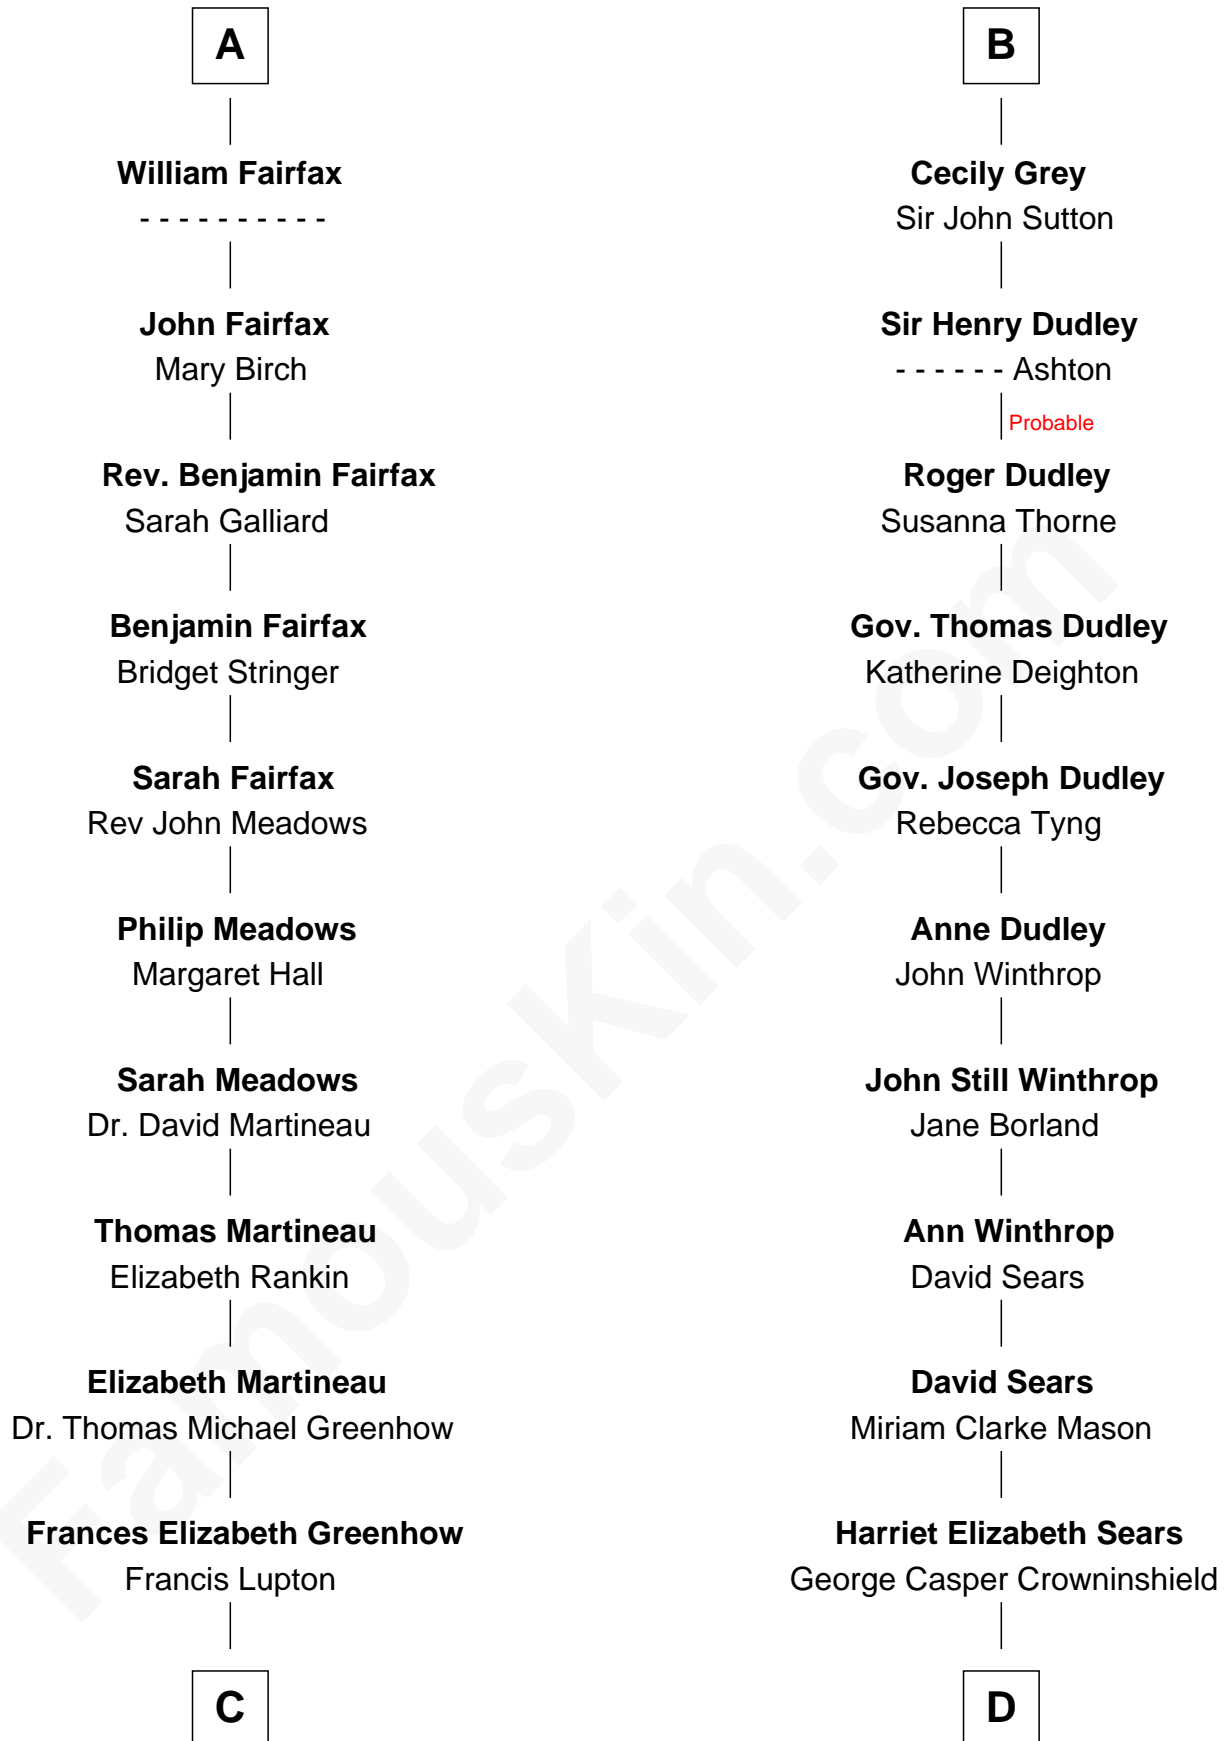 A
William Fairfax
- - - - - - - - - -
John Fairfax
Mary Birch
Rev. Benjamin Fairfax
Sarah Galliard
Benjamin Fairfax
Bridget Stringer
Sarah Fairfax
Rev John Meadows
Philip Meadows
Margaret Hall
Sarah Meadows
Dr. David Martineau
Thomas Martineau
Elizabeth Rankin
Elizabeth Martineau
Dr. Thomas Michael Greenhow
Frances Elizabeth Greenhow
Francis Lupton
C
B
Cecily Grey
Sir John Sutton
Sir Henry Dudley
- - - - - - Ashton
Probable
Roger Dudley
Susanna Thorne
Gov. Thomas Dudley
Katherine Deighton
Gov. Joseph Dudley
Rebecca Tyng
Anne Dudley
John Winthrop
John Still Winthrop
Jane Borland
Ann Winthrop
David Sears
David Sears
Miriam Clarke Mason
Harriet Elizabeth Sears
George Casper Crowninshield
D
FamousKin.com